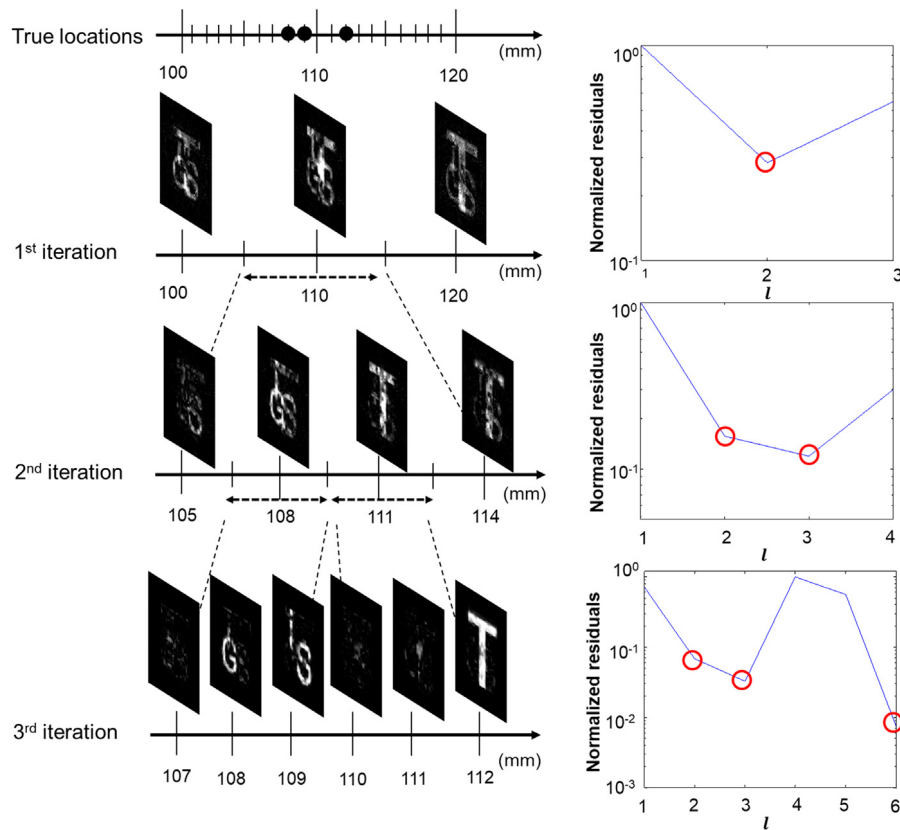 True locations
(mm)
100 110 120
1st iteration
(mm)
100 110 120
2nd iteration
(mm)
105 108 111 114
G
S
T
3rd iteration
(mm)
107 108 109 110 111 112
Normalized residuals
10^0
10^-1
1 2 3
l
Normalized residuals
10^0
10^-1
1 2 3 4
l
Normalized residuals
10^0
10^-1
10^-2
10^-3
1 2 3 4 5 6
l